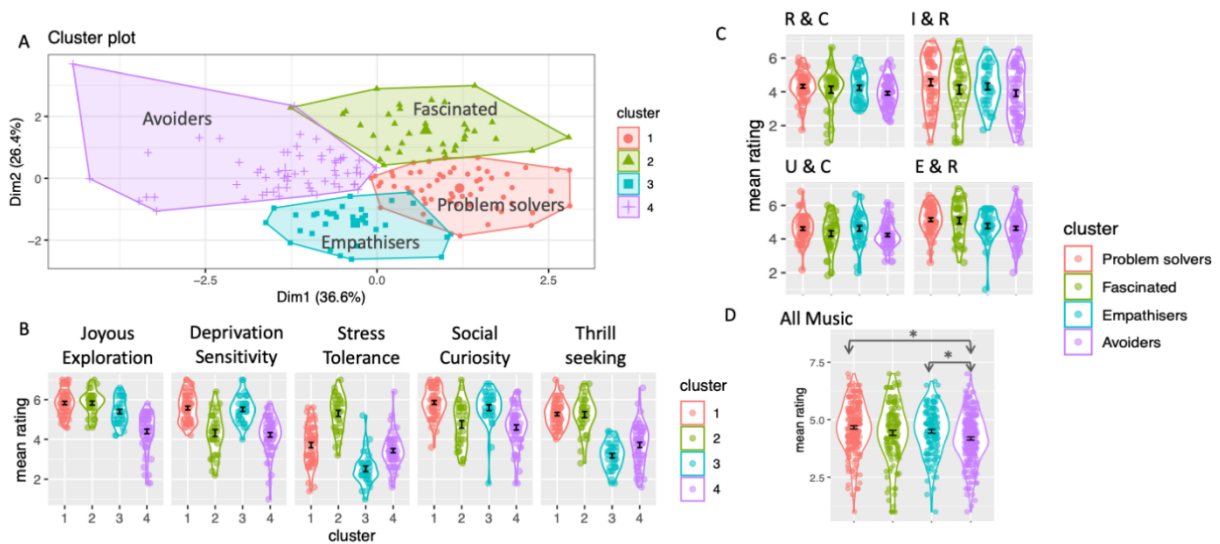 A
Cluster plot
Avoiders
Fascinated
Problem solvers
Empathisers
Dim2 (26.4%)
2
0
−2
−2.5
0.0
2.5
Dim1 (36.6%)
cluster
1
2
3
4
B
Joyous
Exploration
Deprivation
Sensitivity
Stress
Tolerance
Social
Curiosity
Thrill
seeking
mean rating
6
4
2
1 2 3 4
1 2 3 4
1 2 3 4
1 2 3 4
1 2 3 4
cluster
cluster
1
2
3
4
C
R & C
I & R
U & C
E & R
mean rating
6
4
2
6
4
2
cluster
Problem solvers
Fascinated
Empathisers
Avoiders
D
All Music
*
*
mean rating
7.5
5.0
2.5